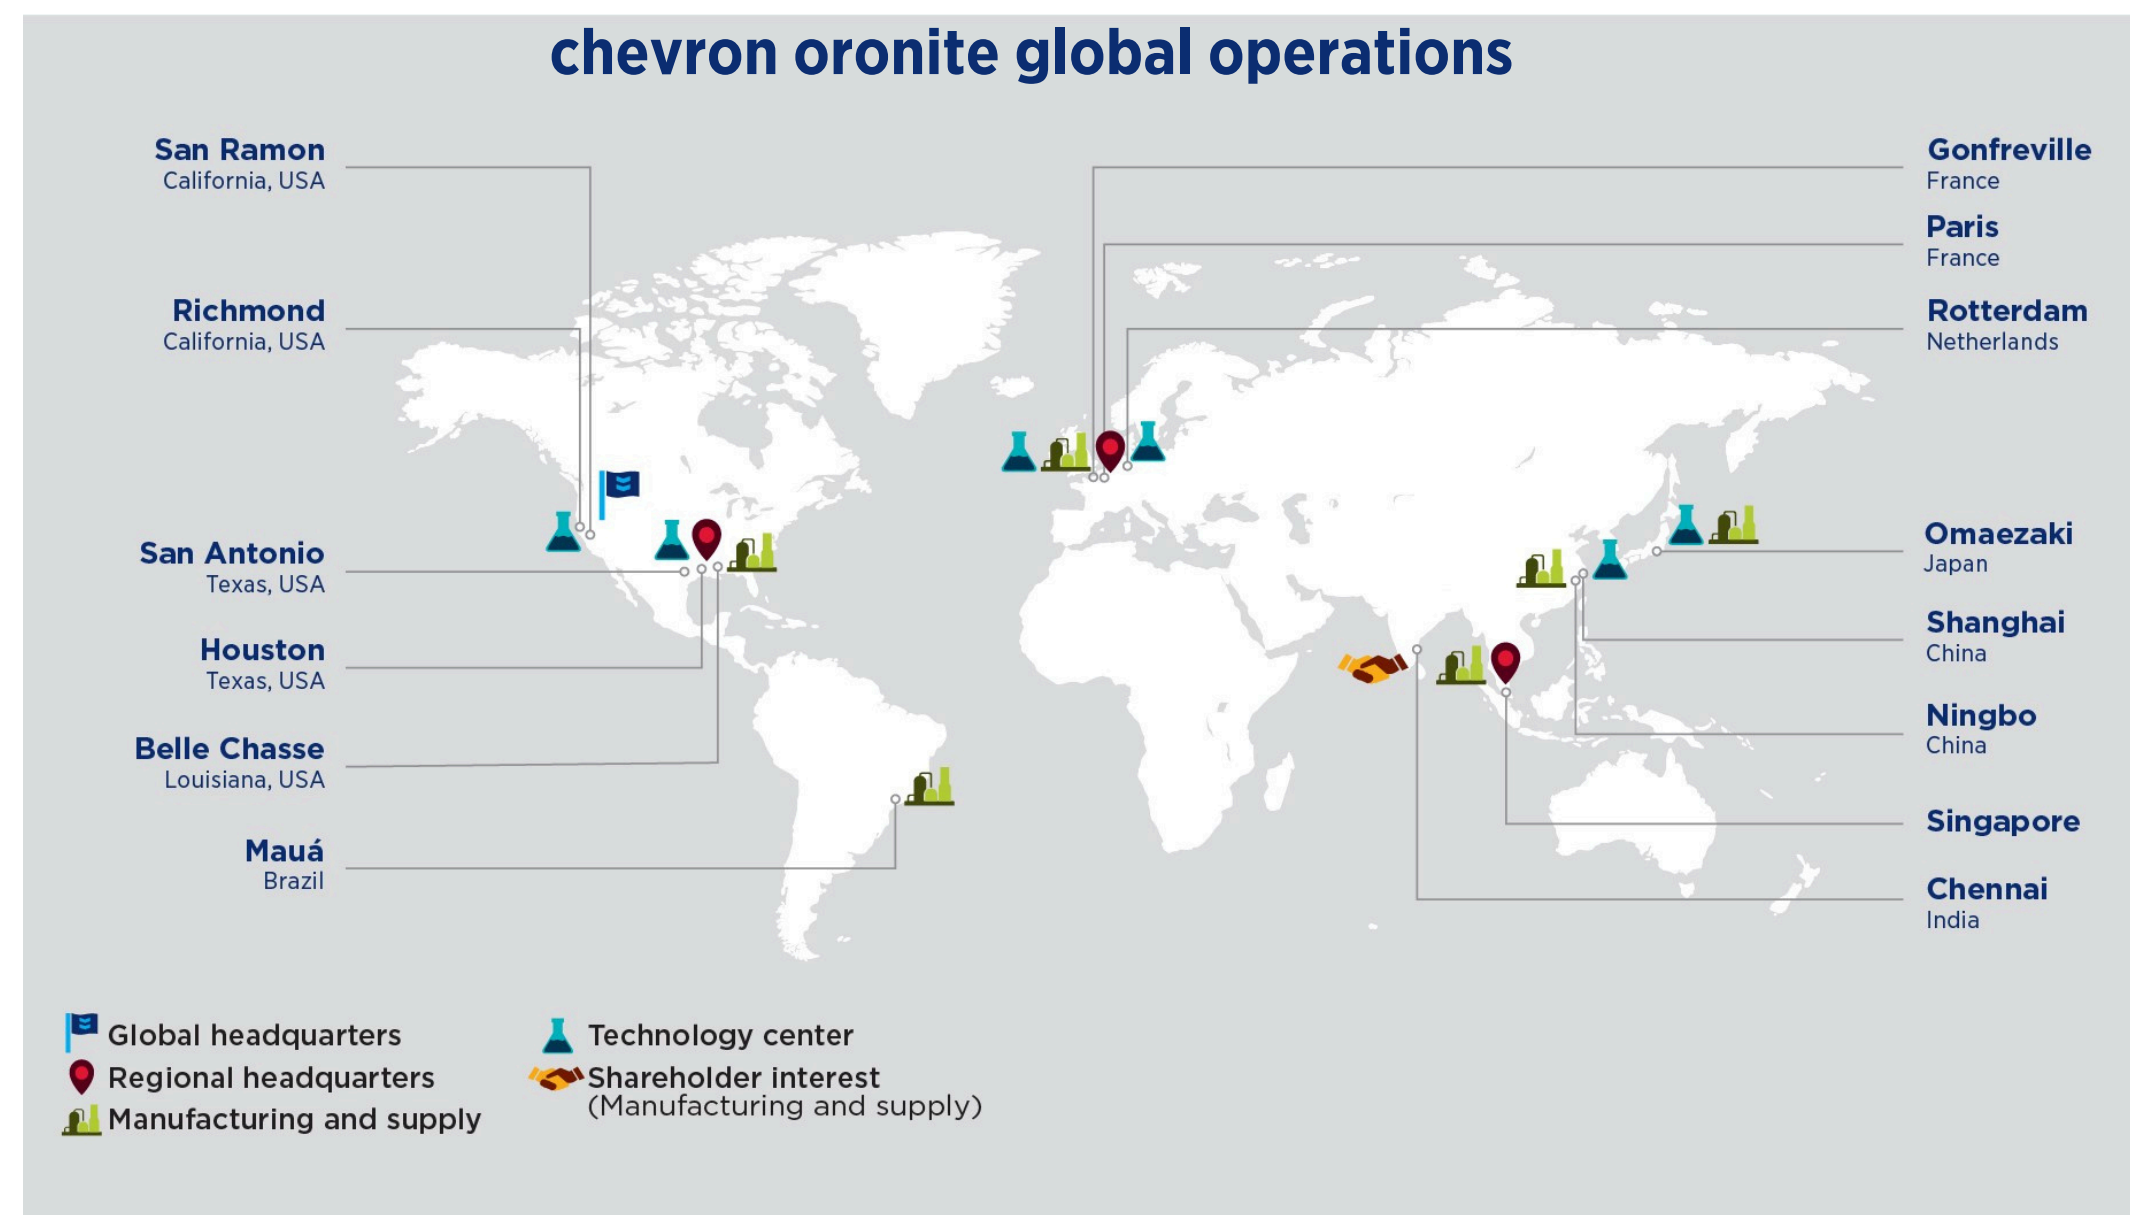 chevron oronite global operations
San Ramon
California, USA
Richmond
California, USA
San Antonio
Texas, USA
Houston
Texas, USA
Belle Chasse
Louisiana, USA
Mauá
Brazil
Gonfreville
France
Paris
France
Rotterdam
Netherlands
Omaezaki
Japan
Shanghai
China
Ningbo
China
Singapore
Chennai
India
Global headquarters
Regional headquarters
Manufacturing and supply
Technology center
Shareholder interest
(Manufacturing and supply)